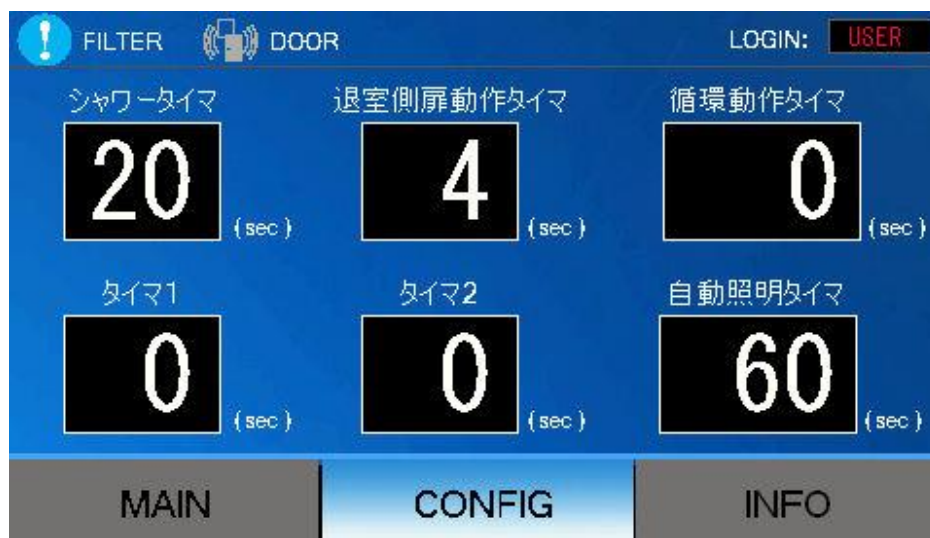 ! FILTER DOOR LOGIN: USER
シャワータイマ 退室側扉動作タイマ 循環動作タイマ
20 (sec) 4 (sec) 0 (sec)
タイマ1 タイマ2 自動照明タイマ
0 (sec) 0 (sec) 60 (sec)
MAIN CONFIG INFO